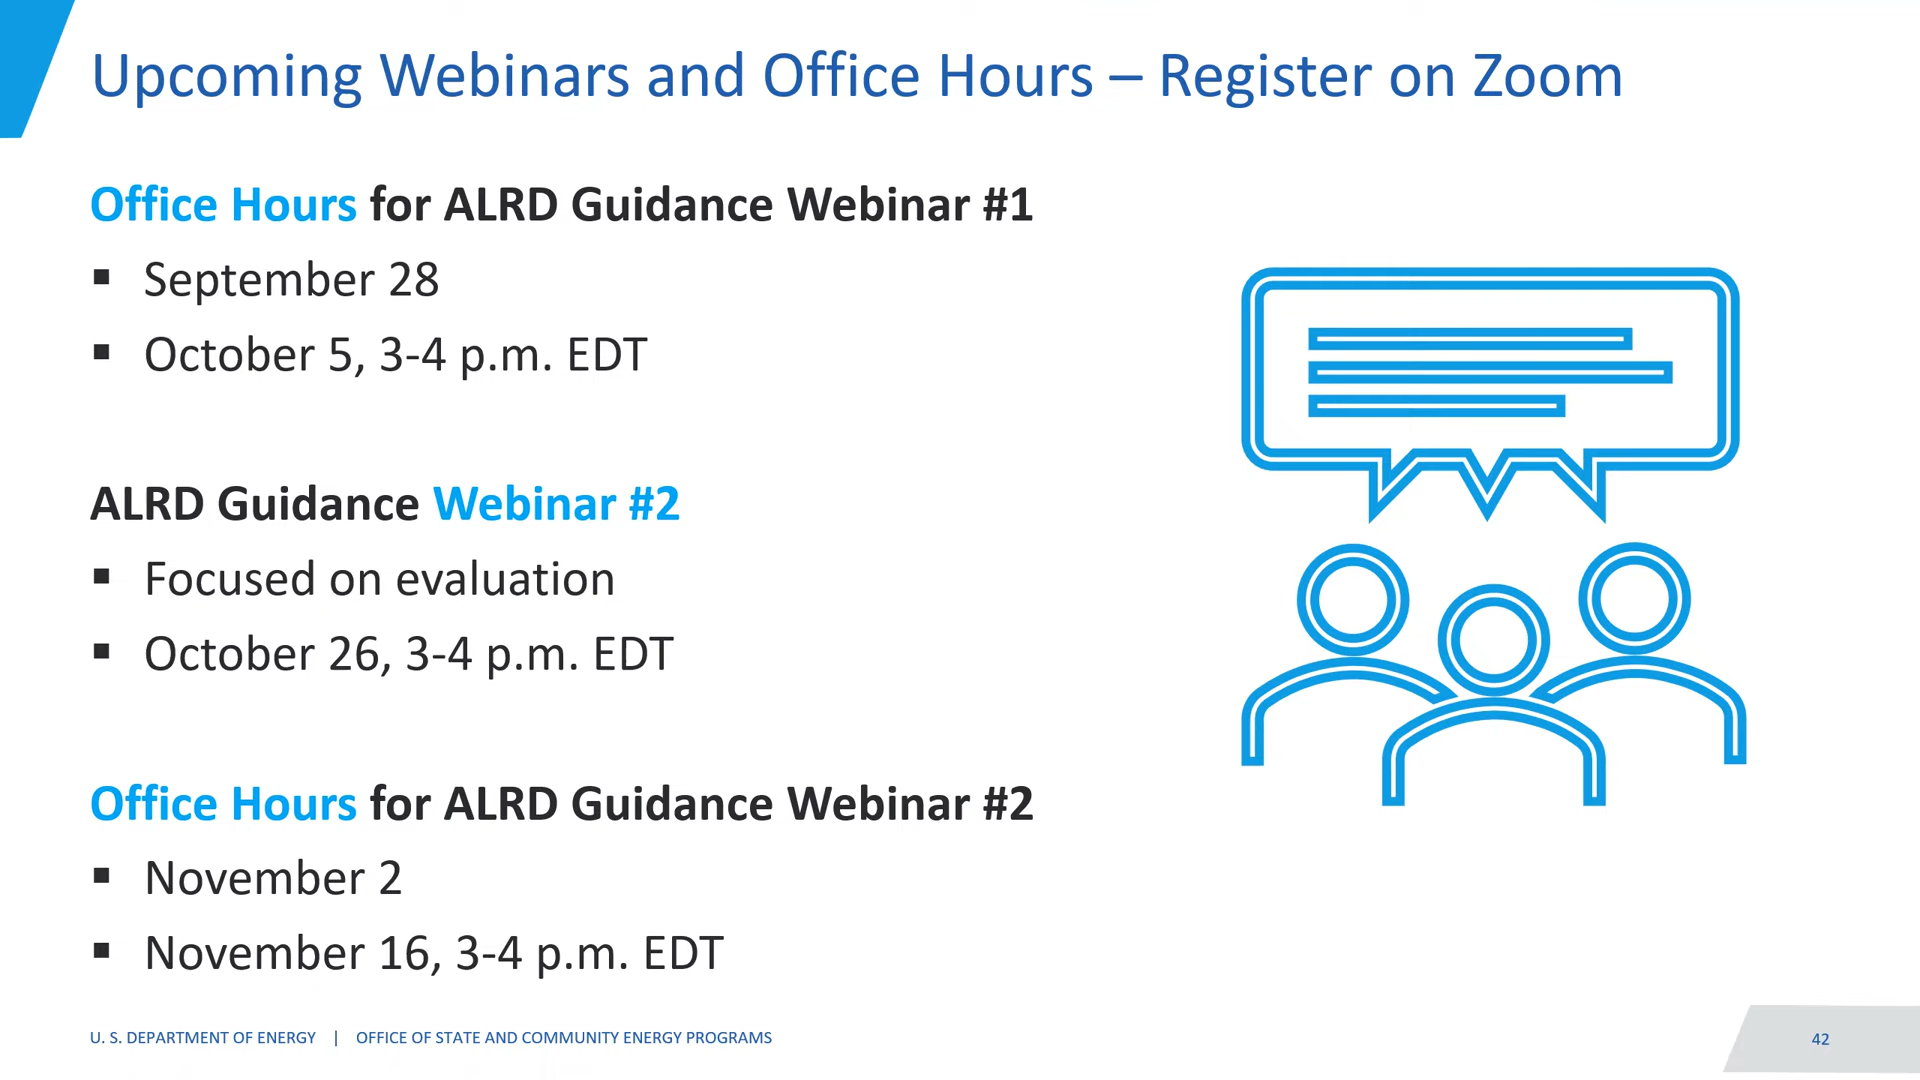 Upcoming Webinars and Office Hours – Register on Zoom
Office Hours for ALRD Guidance Webinar #1
▪ September 28
▪ October 5, 3-4 p.m. EDT
ALRD Guidance Webinar #2
▪ Focused on evaluation
▪ October 26, 3-4 p.m. EDT
Office Hours for ALRD Guidance Webinar #2
▪ November 2
▪ November 16, 3-4 p.m. EDT
U. S. DEPARTMENT OF ENERGY | OFFICE OF STATE AND COMMUNITY ENERGY PROGRAMS
42